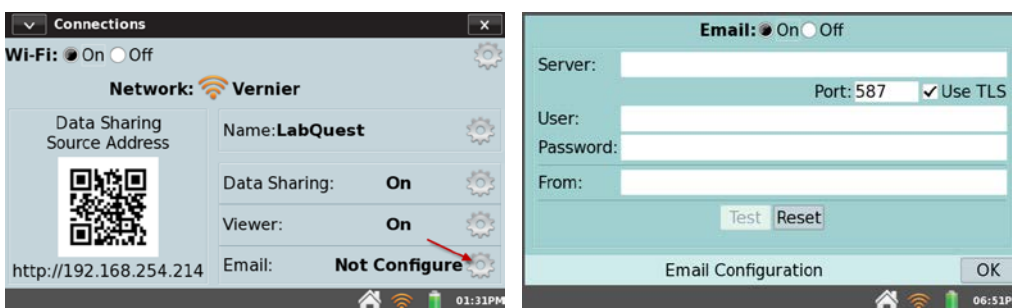 Connections
Wi-Fi: On Off
Network: Vernier
Data Sharing
Source Address
http://192.168.254.214
Name:LabQuest
Data Sharing: On
Viewer: On
Email: Not Configure
01:31PM
Email: On Off
Server:
Port: 587 Use TLS
User:
Password:
From:
Test Reset
Email Configuration OK
06:51P